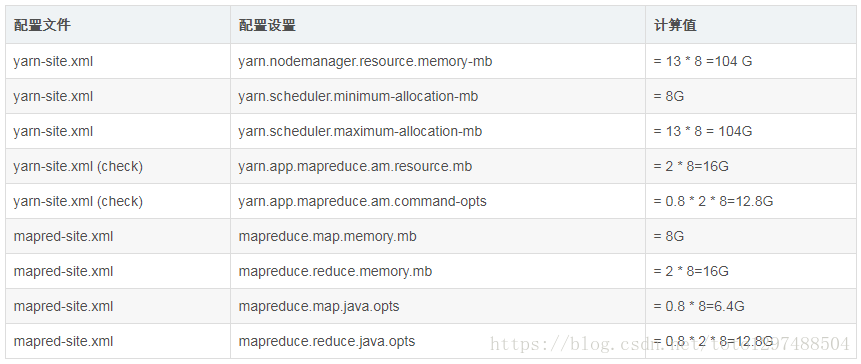 配置文件 配置设置 计算值
yarn-site.xml yarn.nodemanager.resource.memory-mb = 13 * 8 =104 G
yarn-site.xml yarn.scheduler.minimum-allocation-mb = 8G
yarn-site.xml yarn.scheduler.maximum-allocation-mb = 13 * 8 = 104G
yarn-site.xml (check) yarn.app.mapreduce.am.resource.mb = 2 * 8=16G
yarn-site.xml (check) yarn.app.mapreduce.am.command-opts = 0.8 * 2 * 8=12.8G
mapred-site.xml mapreduce.map.memory.mb = 8G
mapred-site.xml mapreduce.reduce.memory.mb = 2 * 8=16G
mapred-site.xml mapreduce.map.java.opts = 0.8 * 8=6.4G
mapred-site.xml mapreduce.reduce.java.opts = 0.8 * 2 * 8=12.8G